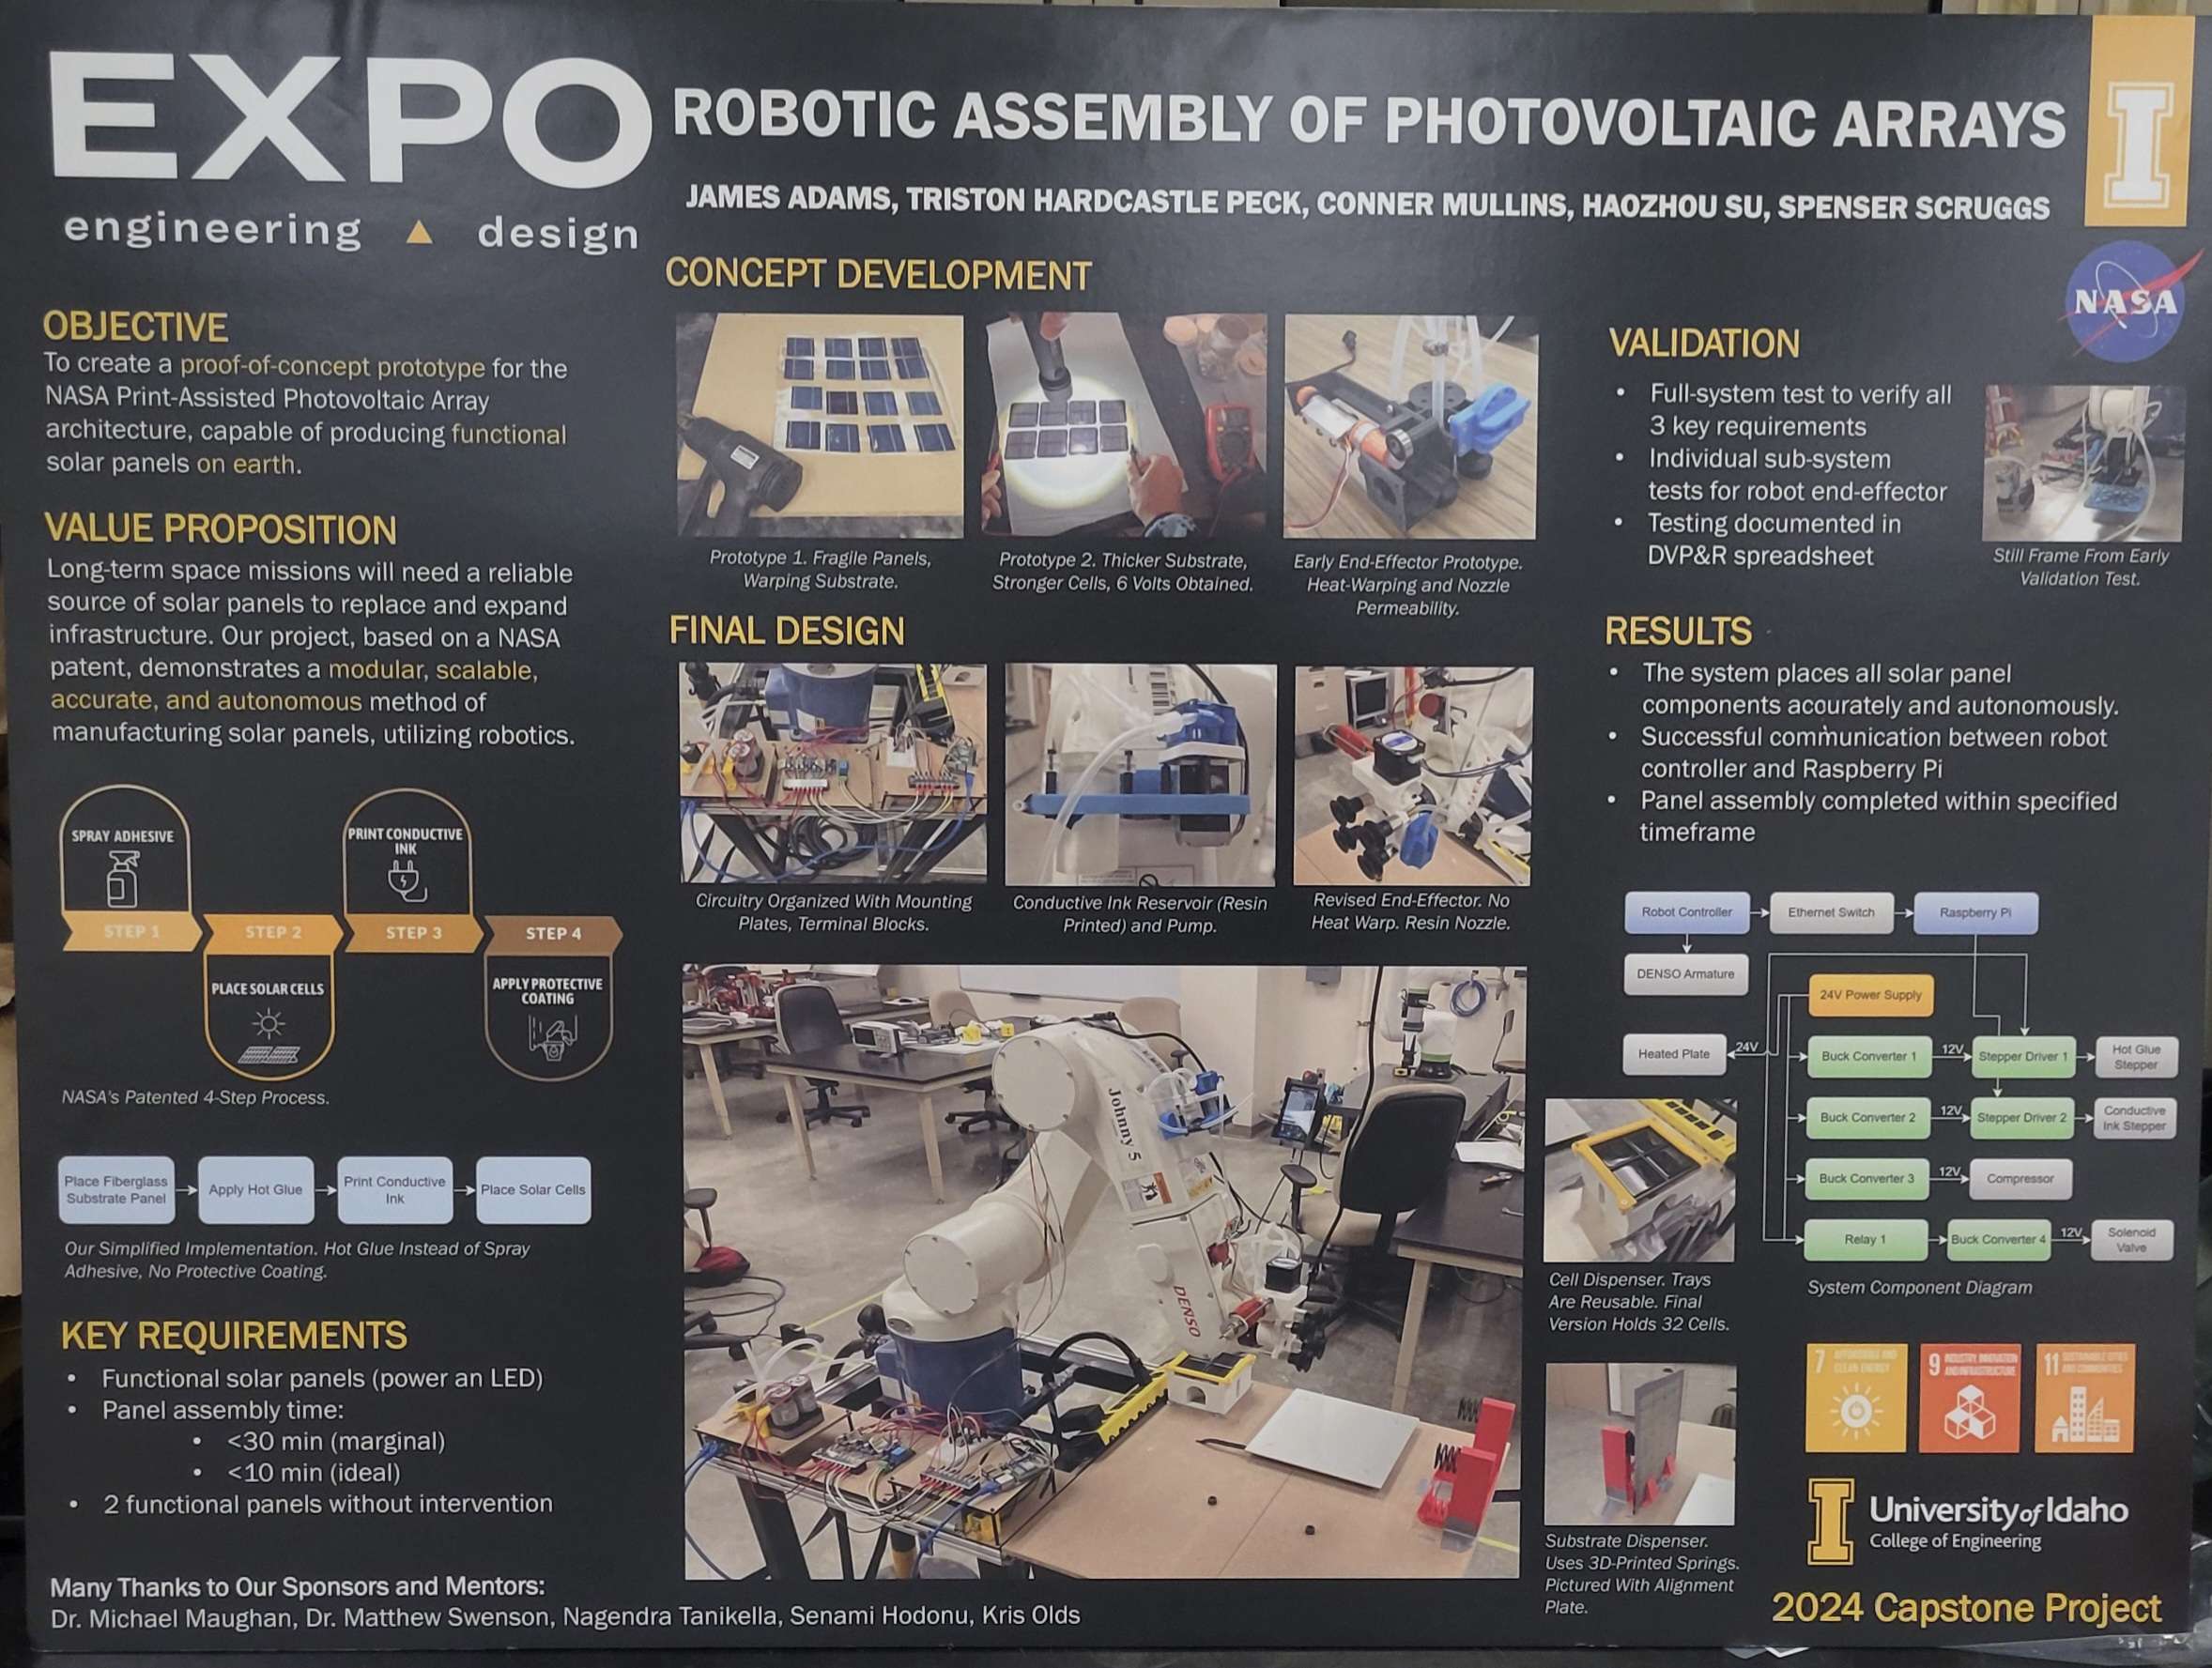 EXPO
engineering design
ROBOTIC ASSEMBLY OF PHOTOVOLTAIC ARRAYS
JAMES ADAMS, TRISTON HARDCASTLE PECK, CONNER MULLINS, HAOZHOU SU, SPENSER SCRUGGS
I
NASA
OBJECTIVE
To create a proof-of-concept prototype for the
NASA Print-Assisted Photovoltaic Array
architecture, capable of producing functional
solar panels on earth.
VALUE PROPOSITION
Long-term space missions will need a reliable
source of solar panels to replace and expand
infrastructure. Our project, based on a NASA
patent, demonstrates a modular, scalable,
accurate, and autonomous method of
manufacturing solar panels, utilizing robotics.
SPRAY ADHESIVE
STEP 1
STEP 2
PLACE SOLAR CELLS
PRINT CONDUCTIVE
INK
STEP 3
STEP 4
APPLY PROTECTIVE
COATING
NASA's Patented 4-Step Process.
Place Fiberglass
Substrate Panel
Apply Hot Glue
Print Conductive
Ink
Place Solar Cells
Our Simplified Implementation. Hot Glue Instead of Spray
Adhesive, No Protective Coating.
KEY REQUIREMENTS
• Functional solar panels (power an LED)
• Panel assembly time:
• <30 min (marginal)
• <10 min (ideal)
• 2 functional panels without intervention
Many Thanks to Our Sponsors and Mentors:
Dr. Michael Maughan, Dr. Matthew Swenson, Nagendra Tanikella, Senami Hodonu, Kris Olds
CONCEPT DEVELOPMENT
Prototype 1. Fragile Panels,
Warping Substrate.
Prototype 2. Thicker Substrate,
Stronger Cells, 6 Volts Obtained.
Early End-Effector Prototype.
Heat-Warping and Nozzle
Permeability.
FINAL DESIGN
Circuitry Organized With Mounting
Plates, Terminal Blocks.
Conductive Ink Reservoir (Resin
Printed) and Pump.
Revised End-Effector. No
Heat Warp. Resin Nozzle.
Johnny 5
DENSO
Cell Dispenser. Trays
Are Reusable. Final
Version Holds 32 Cells.
Substrate Dispenser.
Uses 3D-Printed Springs.
Pictured With Alignment
Plate.
VALIDATION
• Full-system test to verify all
3 key requirements
• Individual sub-system
tests for robot end-effector
• Testing documented in
DVP&R spreadsheet
Still Frame From Early
Validation Test.
RESULTS
• The system places all solar panel
components accurately and autonomously.
• Successful communication between robot
controller and Raspberry Pi
• Panel assembly completed within specified
timeframe
Robot Controller
Ethernet Switch
Raspberry Pi
DENSO Armature
24V Power Supply
Heated Plate
24V
Buck Converter 1
12V
Stepper Driver 1
Hot Glue
Stepper
Buck Converter 2
12V
Stepper Driver 2
Conductive
Ink Stepper
Buck Converter 3
12V
Compressor
Relay 1
Buck Converter 4
12V
Solenoid
Valve
System Component Diagram
7 AFFORDABLE AND
CLEAN ENERGY
9 INDUSTRY, INNOVATION
AND INFRASTRUCTURE
11 SUSTAINABLE CITIES
AND COMMUNITIES
I
University of Idaho
College of Engineering
2024 Capstone Project